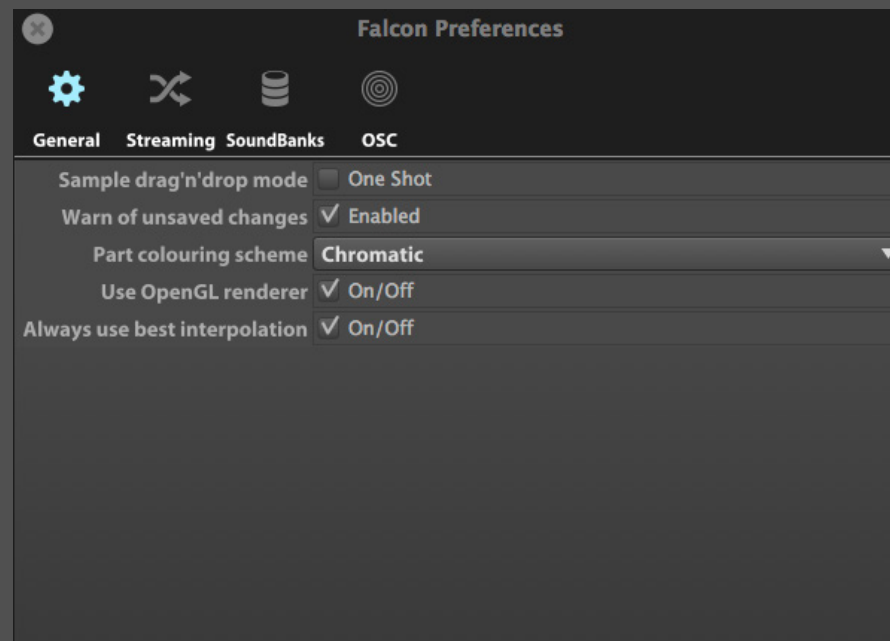 Falcon Preferences
General Streaming SoundBanks OSC
Sample drag'n'drop mode One Shot
Warn of unsaved changes Enabled
Part colouring scheme Chromatic
Use OpenGL renderer On/Off
Always use best interpolation On/Off